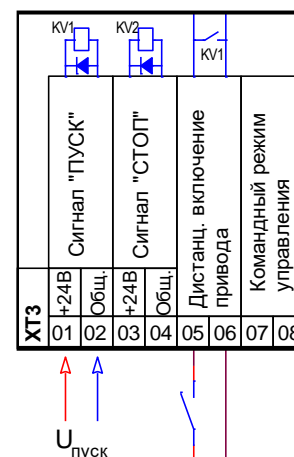 KV1
KV2
KV1
Сигнал "ПУСК"
Сигнал "СТОП"
Дистанц. включение
привода
Командный режим
управления
+24В
Общ.
+24В
Общ.
ХТ3
01
02
03
04
05
06
07
08
Uпуск